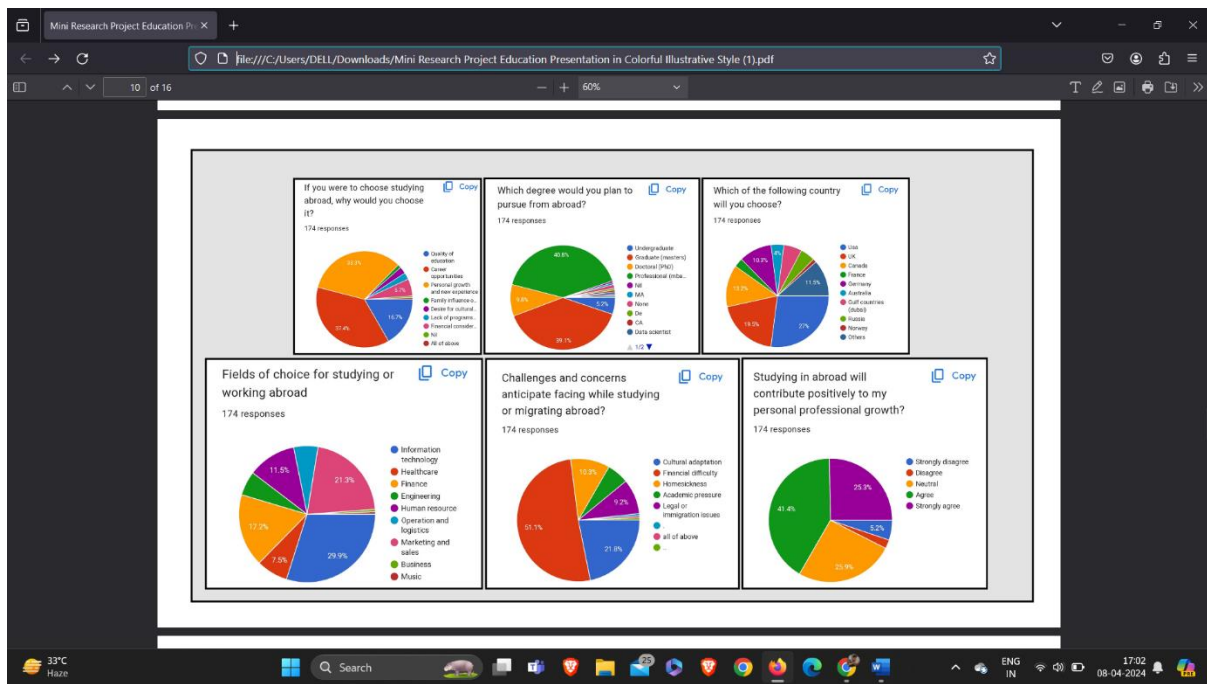 Mini Research Project Education Pr
file:///C:/Users/DELL/Downloads/Mini Research Project Education Presentation in Colorful Illustrative Style (1).pdf
10 of 16
60%
If you were to choose studying
abroad, why would you choose
it?
Copy
174 responses
Quality of
education
Career
opportunities
Personal growth
and new experience
Family influence o..
Desire for cultural..
Lack of programs..
Financial consider..
Nil
All of above
5.7%
16.7%
37.4%
Which degree would you plan to
pursue from abroad?
Copy
174 responses
Undergraduate
Graduate (masters)
Doctoral (PhD)
Professional (mba..
Nil
MA
None
De
CA
Data scientist
1/2
40.8%
9.8%
5.2%
39.1%
Which of the following country
will you choose?
Copy
174 responses
Usa
UK
Canada
France
Germany
Australia
Gulf countries
(dubai)
Russia
Norway
Others
4%
10.3%
13.2%
11.5%
19.5%
27%
Fields of choice for studying or
working abroad
Copy
174 responses
Information
technology
Healthcare
Finance
Engineering
Human resource
Operation and
logistics
Marketing and
sales
Business
Music
11.5%
21.3%
17.2%
7.5%
29.9%
Challenges and concerns
anticipate facing while studying
or migrating abroad?
Copy
174 responses
Cultural adaptation
Financial difficulty
Homesickness
Academic pressure
Legal or
immigration issues
.
all of above
..
10.3%
9.2%
51.1%
21.8%
Studying in abroad will
contribute positively to my
personal professional growth?
Copy
174 responses
Strongly disagree
Disagree
Neutral
Agree
Strongly agree
25.3%
41.4%
5.2%
25.9%
33°C
Haze
Search
25
ENG
IN
17:02
08-04-2024